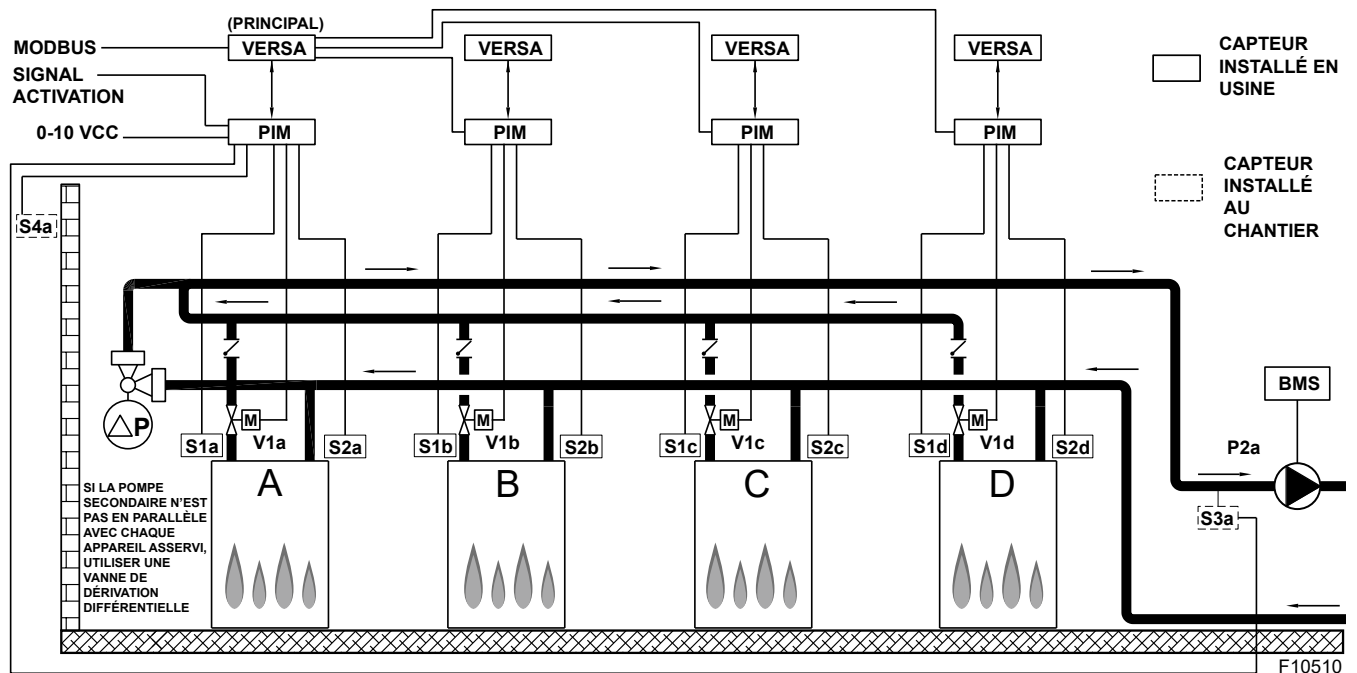 (PRINCIPAL)
MODBUS
VERSA
VERSA
VERSA
VERSA
SIGNAL
ACTIVATION
0-10 VCC
PIM
PIM
PIM
PIM
CAPTEUR
INSTALLÉ EN
USINE
CAPTEUR
INSTALLÉ
AU
CHANTIER
S4a
P
BMS
P2a
S3a
S1a
M
V1a
S2a
S1b
M
V1b
S2b
S1c
M
V1c
S2c
S1d
M
V1d
S2d
A
B
C
D
SI LA POMPE
SECONDAIRE N'EST
PAS EN PARALLÈLE
AVEC CHAQUE
APPAREIL ASSERVI,
UTILISER UNE
VANNE DE
DÉRIVATION
DIFFÉRENTIELLE
F10510